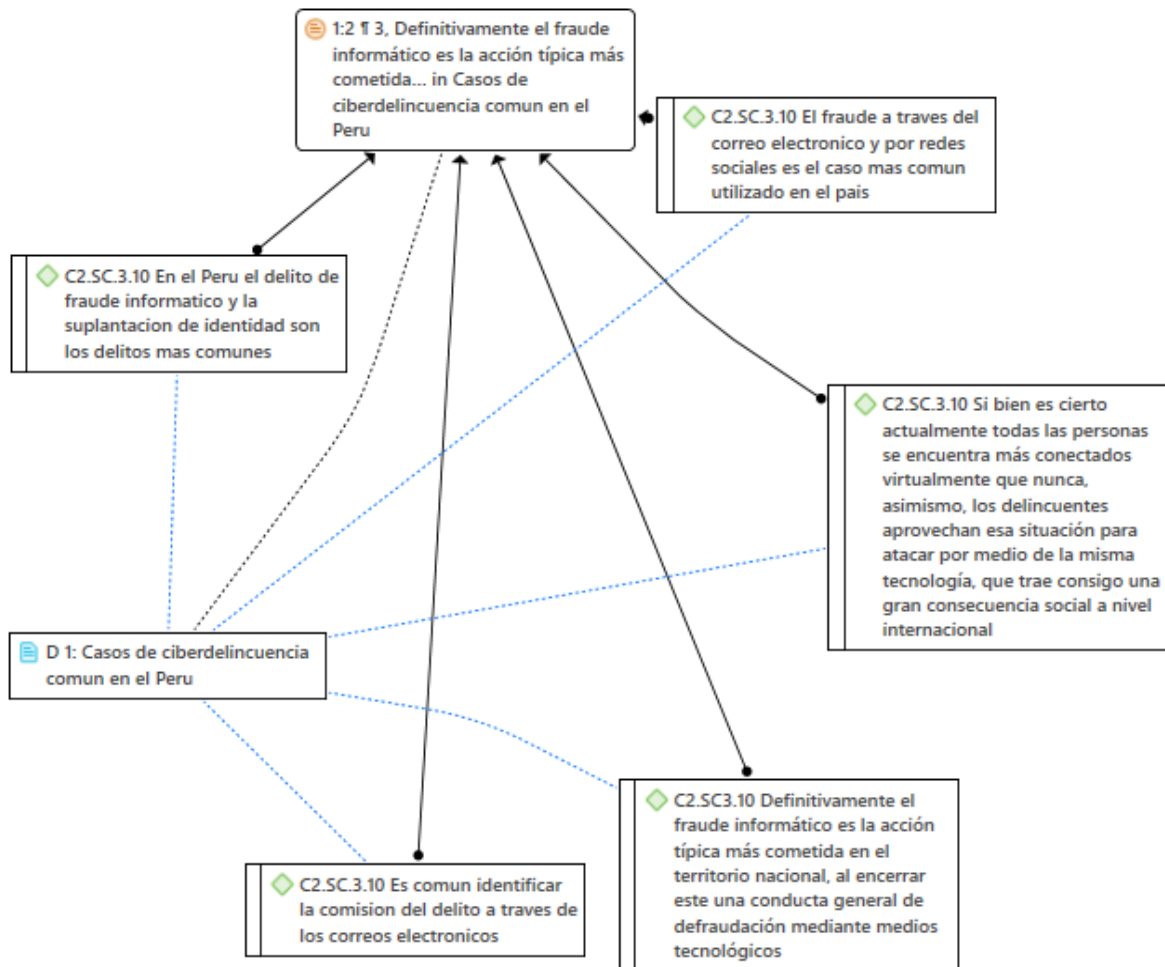 1:2 ¶ 3, Definitivamente el fraude
informático es la acción típica más
cometida... in Casos de
ciberdelincuencia comun en el
Peru
C2.SC.3.10 El fraude a traves del
correo electronico y por redes
sociales es el caso mas comun
utilizado en el pais
C2.SC.3.10 En el Peru el delito de
fraude informatico y la
suplantacion de identidad son
los delitos mas comunes
C2.SC.3.10 Si bien es cierto
actualmente todas las personas
se encuentra más conectados
virtualmente que nunca,
asimismo, los delincuentes
aprovechan esa situación para
atacar por medio de la misma
tecnología, que trae consigo una
gran consecuencia social a nivel
internacional
D 1: Casos de ciberdelincuencia
comun en el Peru
C2.SC3.10 Definitivamente el
fraude informático es la acción
típica más cometida en el
territorio nacional, al encerrar
este una conducta general de
defraudación mediante medios
tecnológicos
C2.SC.3.10 Es comun identificar
la comision del delito a traves de
los correos electronicos